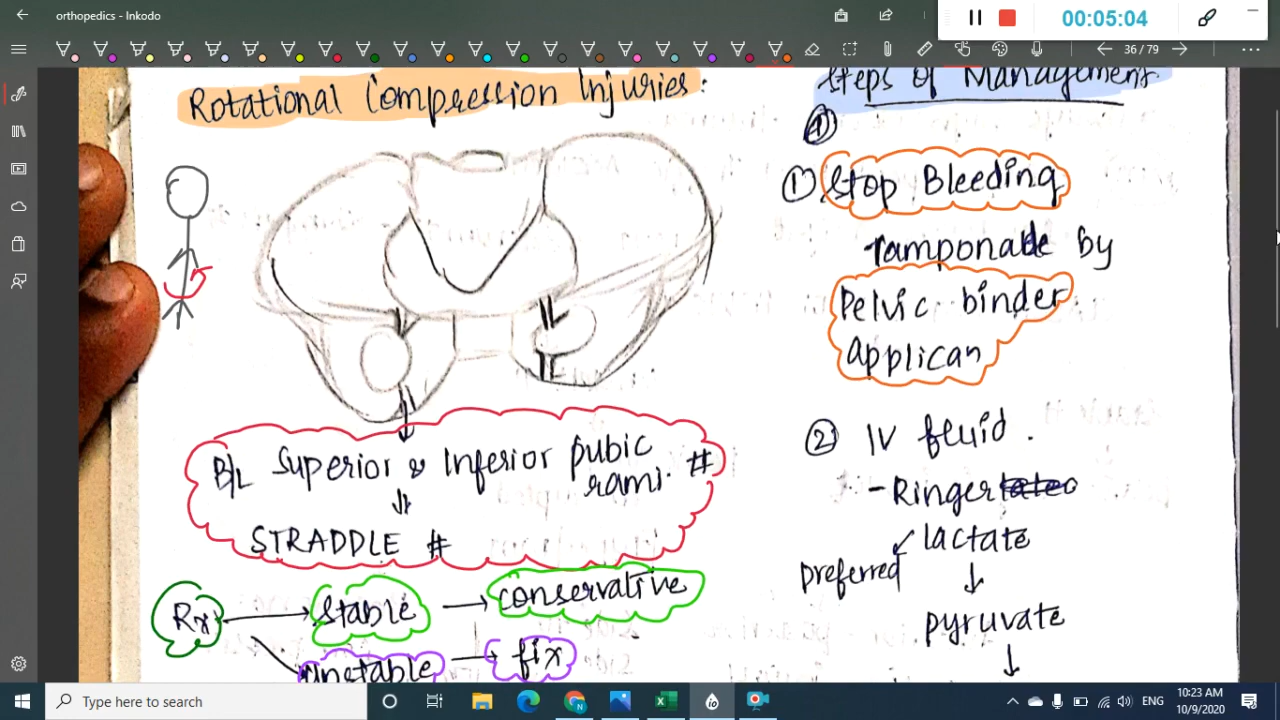 orthopedics - Inkodo
00:05:04
36 / 79
Rotational Compression Injuries:
B/L Superior & Inferior pubic
rami. #
STRADDLE #
Rx → stable → conservative
unstable → fix
Steps of Management
① Stop Bleeding
Tamponade by
Pelvic binder
applican
② IV fluid.
- Ringer
lactate
preferred
pyruvate
Type here to search
ENG
10:23 AM
10/9/2020